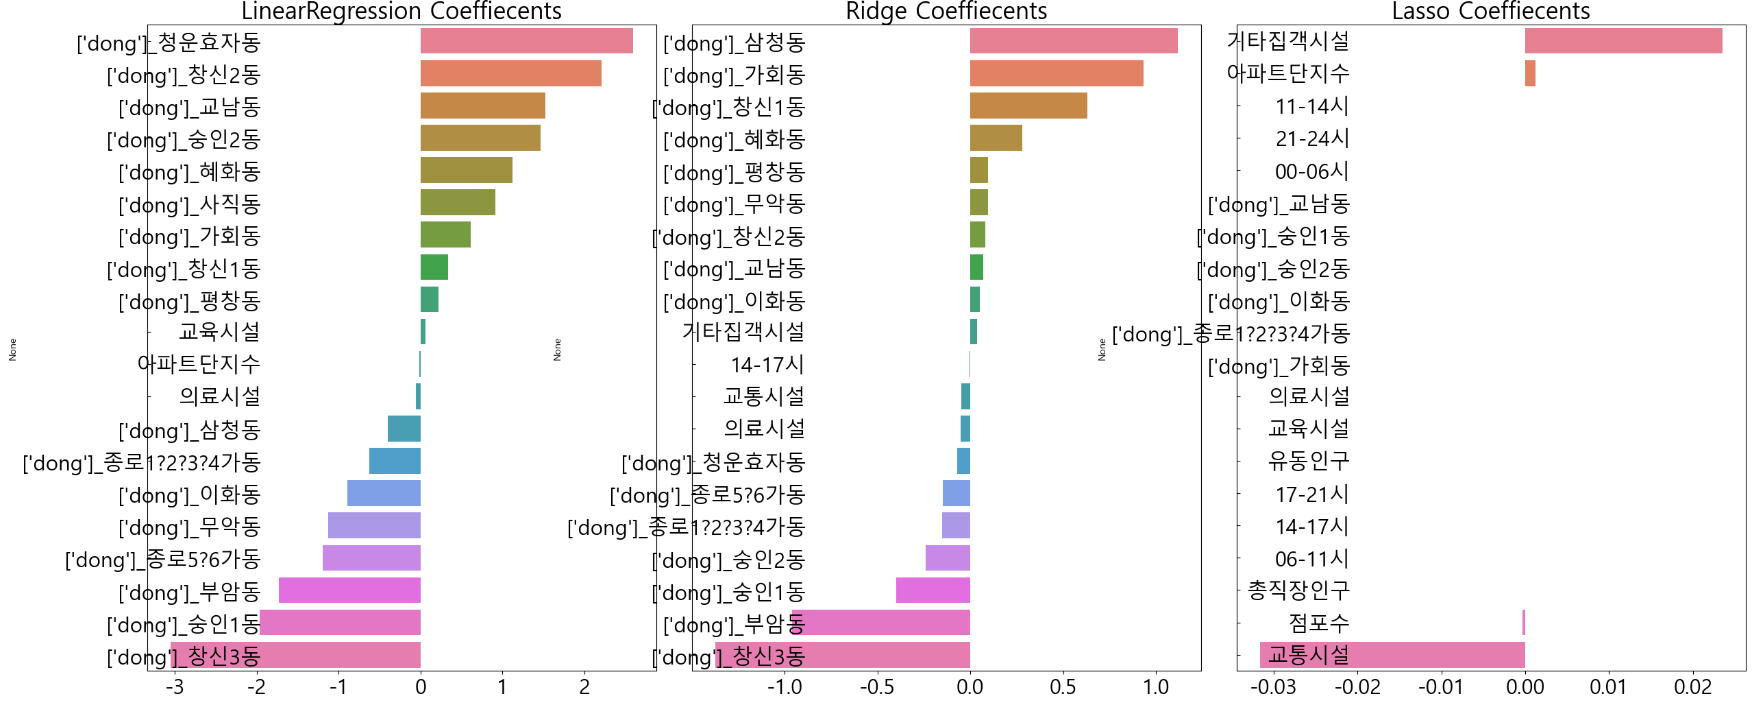 LinearRegression Coeffiecents
['dong']_청운효자동
['dong']_창신2동
['dong']_교남동
['dong']_숭인2동
['dong']_혜화동
['dong']_사직동
['dong']_가회동
['dong']_창신1동
['dong']_평창동
교육시설
아파트단지수
의료시설
['dong']_삼청동
['dong']_종로1?2?3?4가동
['dong']_이화동
['dong']_무악동
['dong']_종로5?6가동
['dong']_부암동
['dong']_숭인1동
['dong']_창신3동
None
-3 -2 -1 0 1 2
Ridge Coeffiecents
['dong']_삼청동
['dong']_가회동
['dong']_창신1동
['dong']_혜화동
['dong']_평창동
['dong']_무악동
['dong']_창신2동
['dong']_교남동
['dong']_이화동
기타집객시설
14-17시
교통시설
의료시설
['dong']_청운효자동
['dong']_종로5?6가동
['dong']_종로1?2?3?4가동
['dong']_숭인2동
['dong']_숭인1동
['dong']_부암동
['dong']_창신3동
None
-1.0 -0.5 0.0 0.5 1.0
Lasso Coeffiecents
기타집객시설
아파트단지수
11-14시
21-24시
00-06시
['dong']_교남동
['dong']_숭인1동
['dong']_숭인2동
['dong']_이화동
['dong']_종로1?2?3?4가동
['dong']_가회동
의료시설
교육시설
유동인구
17-21시
14-17시
06-11시
총직장인구
점포수
교통시설
None
-0.03 -0.02 -0.01 0.00 0.01 0.02